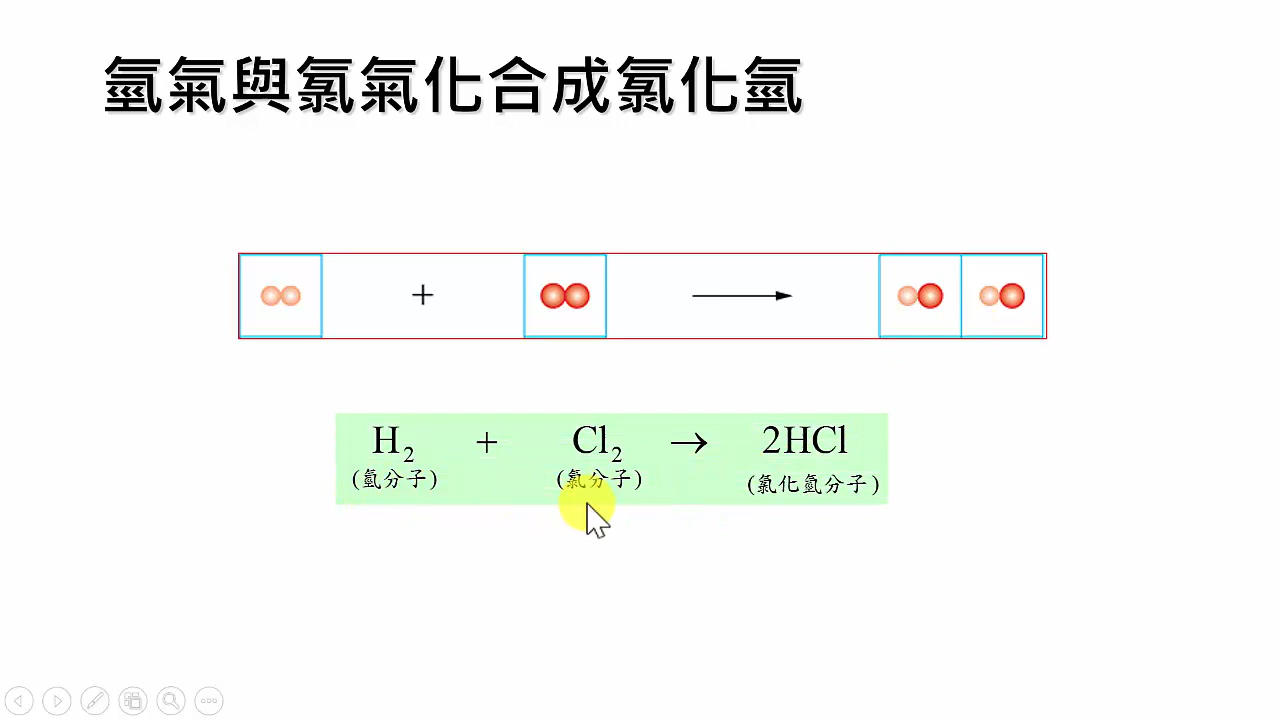 氫氣與氯氣化合成氯化氫
+
H₂ + Cl₂ → 2HCl
(氫分子) (氯分子) (氯化氫分子)